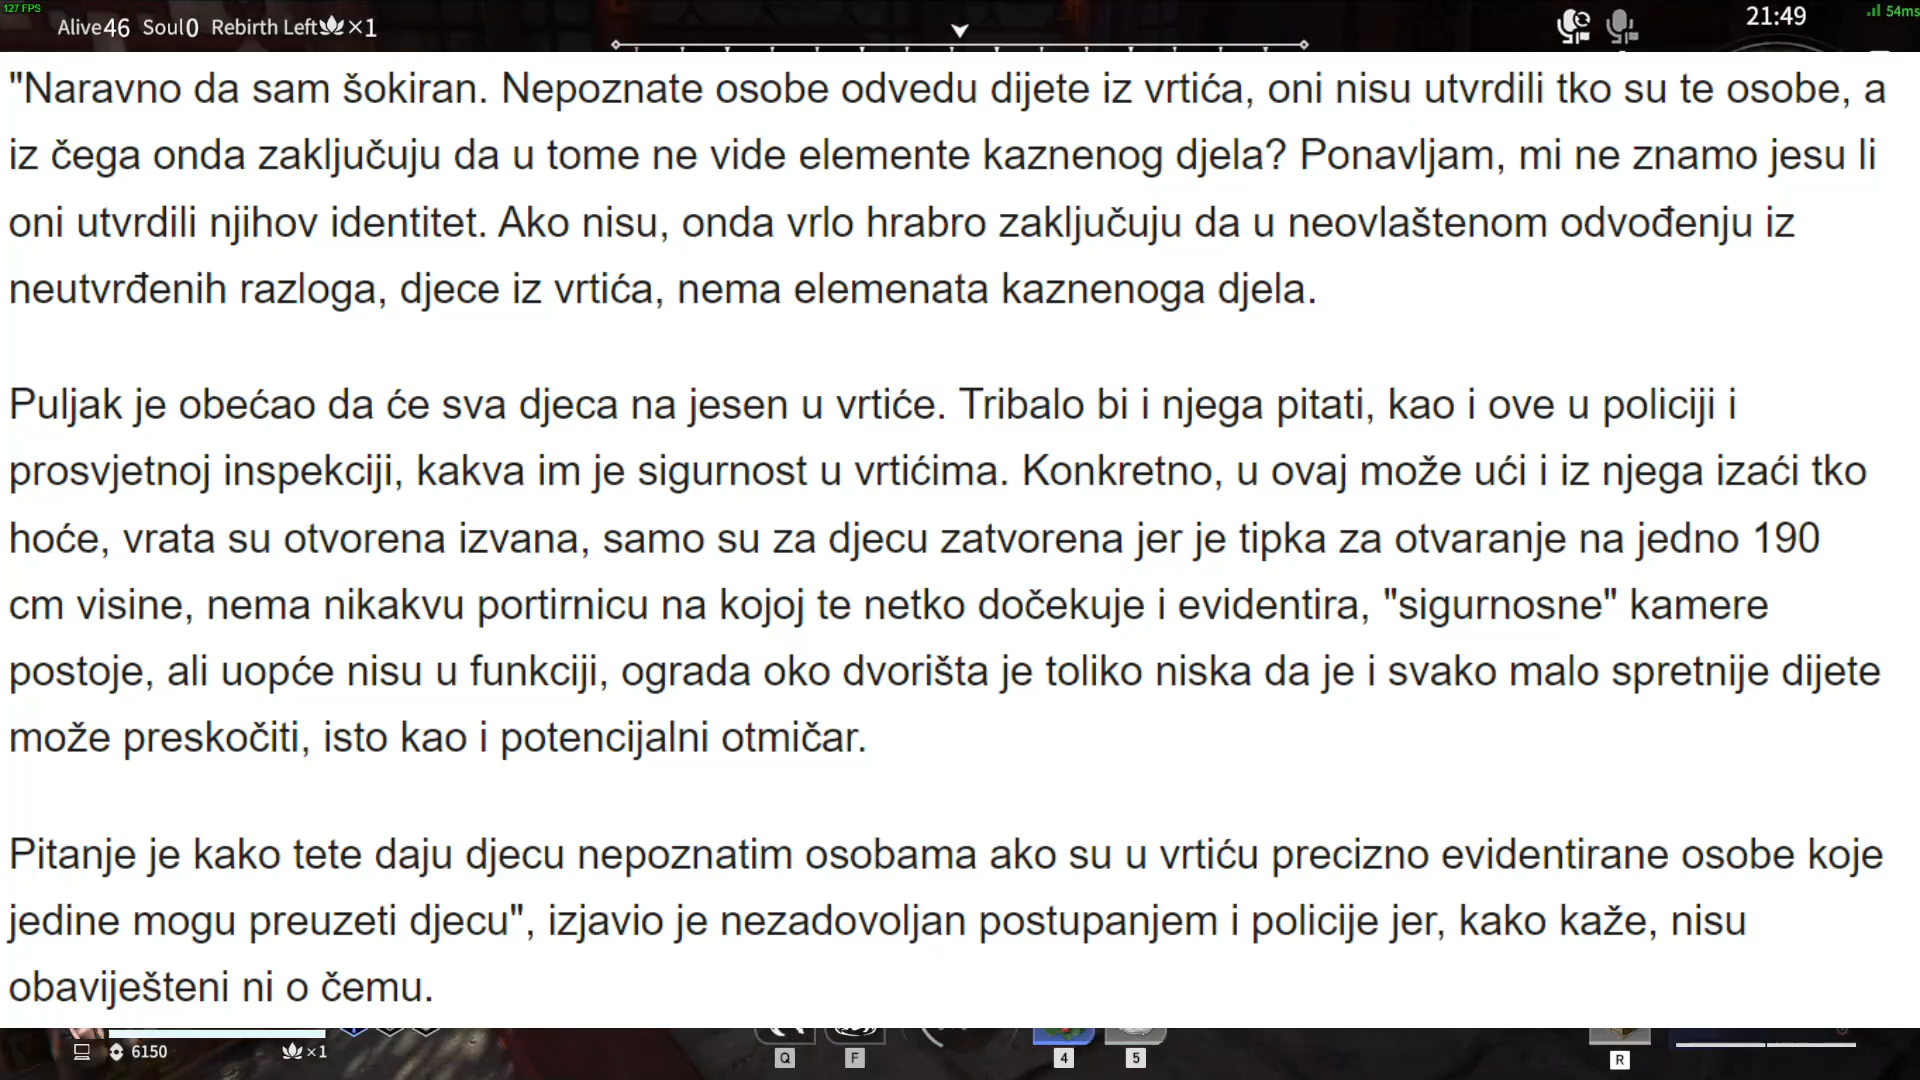 127 FPS
Alive46 Soul0 Rebirth Left ×1
21:49
54ms
"Naravno da sam šokiran. Nepoznate osobe odvedu dijete iz vrtića, oni nisu utvrdili tko su te osobe, a
iz čega onda zaključuju da u tome ne vide elemente kaznenog djela? Ponavljam, mi ne znamo jesu li
oni utvrdili njihov identitet. Ako nisu, onda vrlo hrabro zaključuju da u neovlaštenom odvođenju iz
neutvrđenih razloga, djece iz vrtića, nema elemenata kaznenoga djela.
Puljak je obećao da će sva djeca na jesen u vrtiće. Tribalo bi i njega pitati, kao i ove u policiji i
prosvjetnoj inspekciji, kakva im je sigurnost u vrtićima. Konkretno, u ovaj može ući i iz njega izaći tko
hoće, vrata su otvorena izvana, samo su za djecu zatvorena jer je tipka za otvaranje na jedno 190
cm visine, nema nikakvu portirnicu na kojoj te netko dočekuje i evidentira, "sigurnosne" kamere
postoje, ali uopće nisu u funkciji, ograda oko dvorišta je toliko niska da je i svako malo spretnije dijete
može preskočiti, isto kao i potencijalni otmičar.
Pitanje je kako tete daju djecu nepoznatim osobama ako su u vrtiću precizno evidentirane osobe koje
jedine mogu preuzeti djecu", izjavio je nezadovoljan postupanjem i policije jer, kako kaže, nisu
obaviješteni ni o čemu.
6150 ×1 Q F 4 5 R